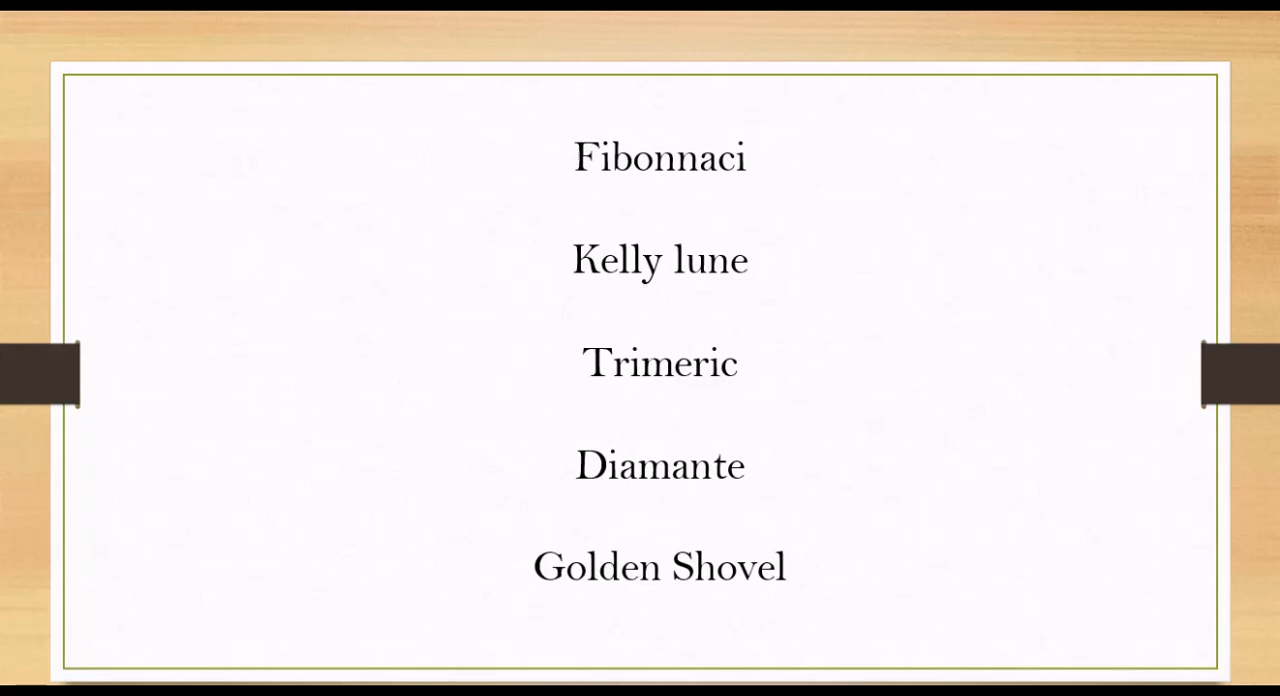 Fibonnaci
Kelly lune
Trimeric
Diamante
Golden Shovel